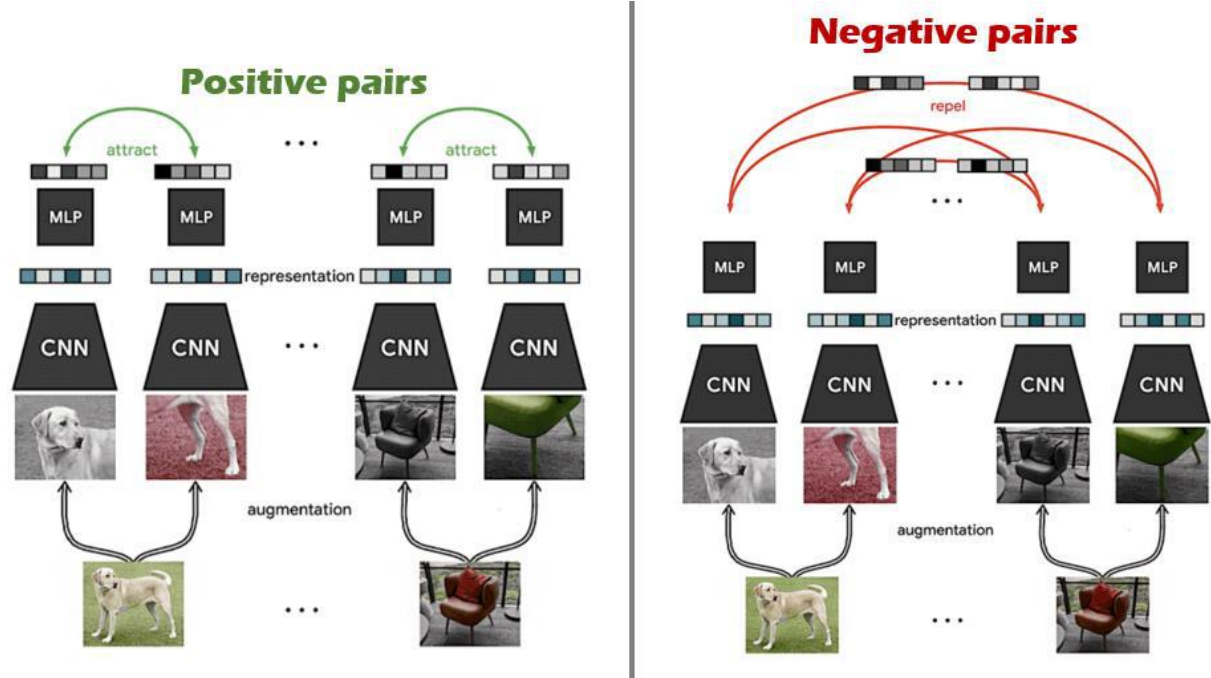 Positive pairs
attract
...
attract
MLP
MLP
MLP
MLP
representation
CNN
CNN
...
CNN
CNN
augmentation
...
Negative pairs
repel
...
MLP
MLP
MLP
MLP
representation
CNN
CNN
...
CNN
CNN
augmentation
...